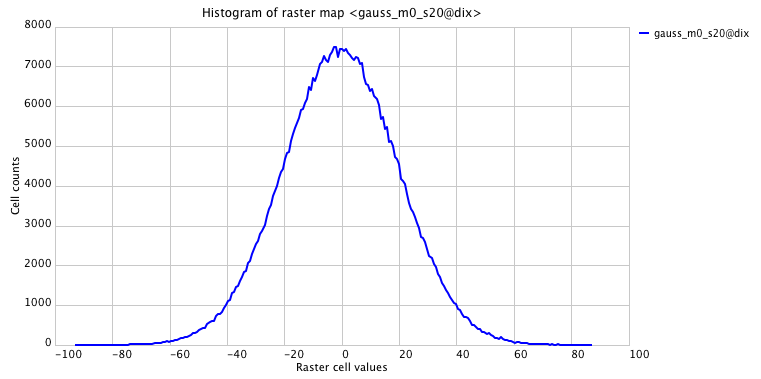 Histogram of raster map <gauss_m0_s20@dix>
gauss_m0_s20@dix
8000
7000
6000
5000
4000
3000
2000
1000
0
Cell counts
-100 -80 -60 -40 -20 0 20 40 60 80 100
Raster cell values